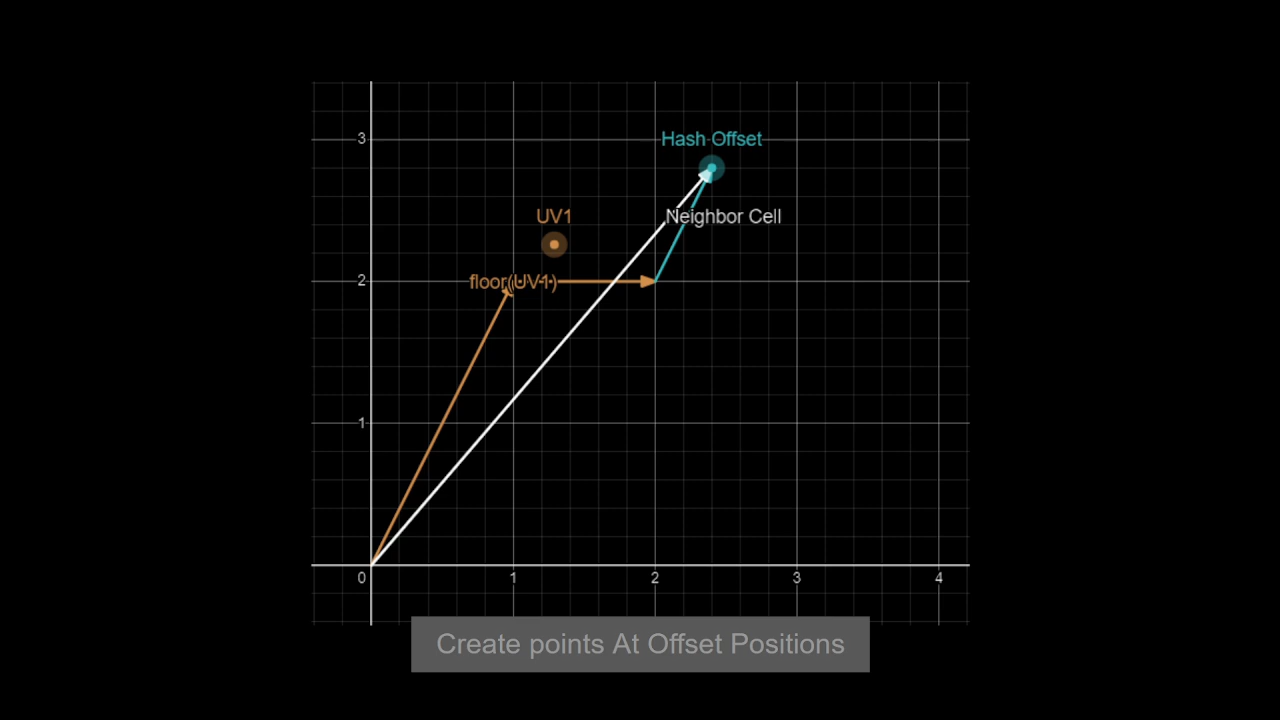 3
Hash Offset
UV1
Neighbor Cell
2
floor(UV1)
1
0
1
2
3
4
Create points At Offset Positions